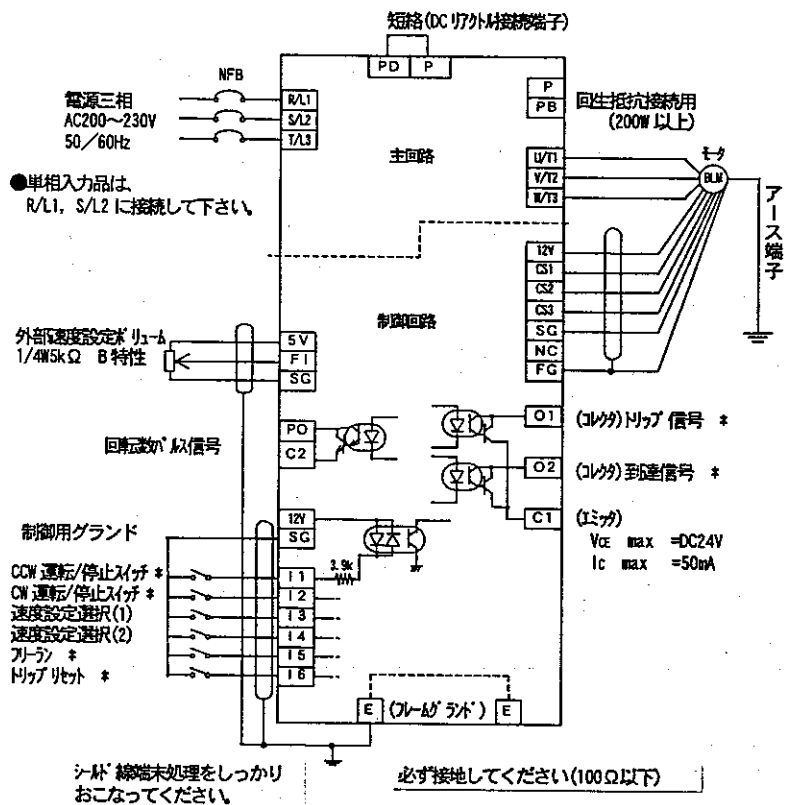 短絡(DCリアクトル接続端子)
PD P
NFB
電源三相
AC200～230V
50/60Hz
R/L1
S/L2
T/L3
P
PB
回生抵抗接続用
(200W以上)
主回路
U/T1
V/T2
W/T3
モータ
BLM
アース端子
●単相入力品は、
R/L1, S/L2に接続して下さい。
12V
CS1
CS2
CS3
SG
NC
FG
制御回路
外部速度設定ボリューム
1/4W5kΩ B特性
5V
FI
SG
回転数パルス信号
PO
C2
O1
(コレクタ)トリップ信号 *
O2
(コレクタ)到達信号 *
C1
(エミッタ)
VCE max =DC24V
Ic max =50mA
制御用グランド
12V
SG
3.9k
CCW運転/停止スイッチ *
CW運転/停止スイッチ *
速度設定選択(1)
速度設定選択(2)
フリーラン *
トリップリセット *
I1
I2
I3
I4
I5
I6
E (フレームグランド) E
シールド線端末処理をしっかり
おこなってください。
必ず接地してください(100Ω以下)